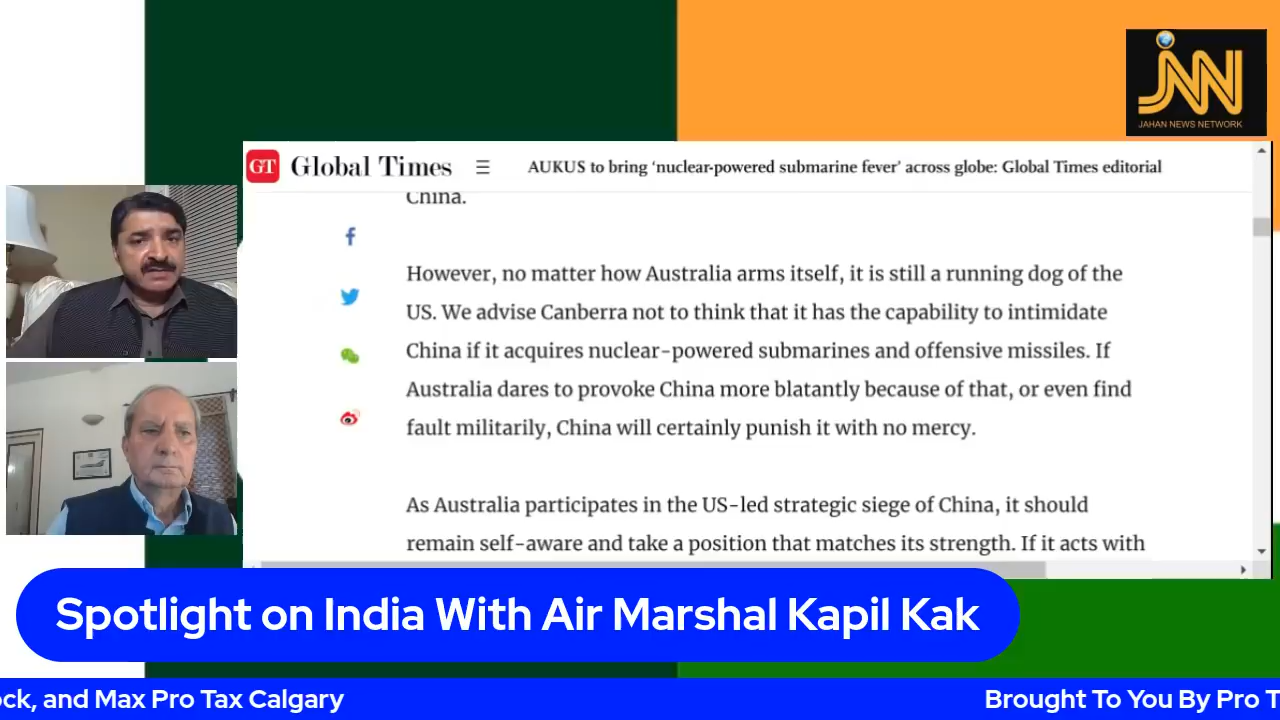 JNN
JAHAN NEWS NETWORK
GT Global Times ☰ AUKUS to bring ‘nuclear-powered submarine fever’ across globe: Global Times editorial
China.
However, no matter how Australia arms itself, it is still a running dog of the
US. We advise Canberra not to think that it has the capability to intimidate
China if it acquires nuclear-powered submarines and offensive missiles. If
Australia dares to provoke China more blatantly because of that, or even find
fault militarily, China will certainly punish it with no mercy.
As Australia participates in the US-led strategic siege of China, it should
remain self-aware and take a position that matches its strength. If it acts with
Spotlight on India With Air Marshal Kapil Kak
ock, and Max Pro Tax Calgary
Brought To You By Pro T